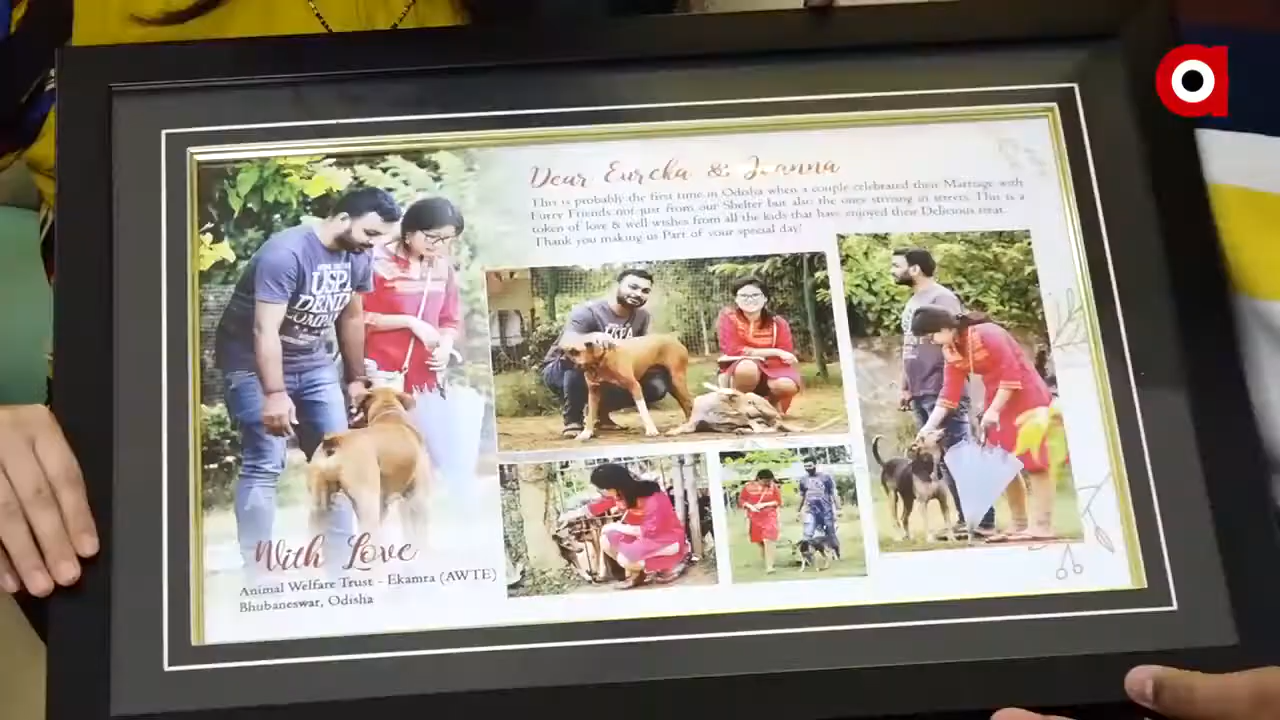 Dear Eureka & Joanna
This is probably the first time in Odisha when a couple celebrated their Marriage with
Furry Friends not just from our Shelter but also the ones striving in streets. This is a
token of love & well wishes from all the kids that have enjoyed their Delicious treat.
Thank you making us Part of your special day!
USPA
DENIM
COMPA
With Love
Animal Welfare Trust - Ekamra (AWTE)
Bhubaneswar, Odisha